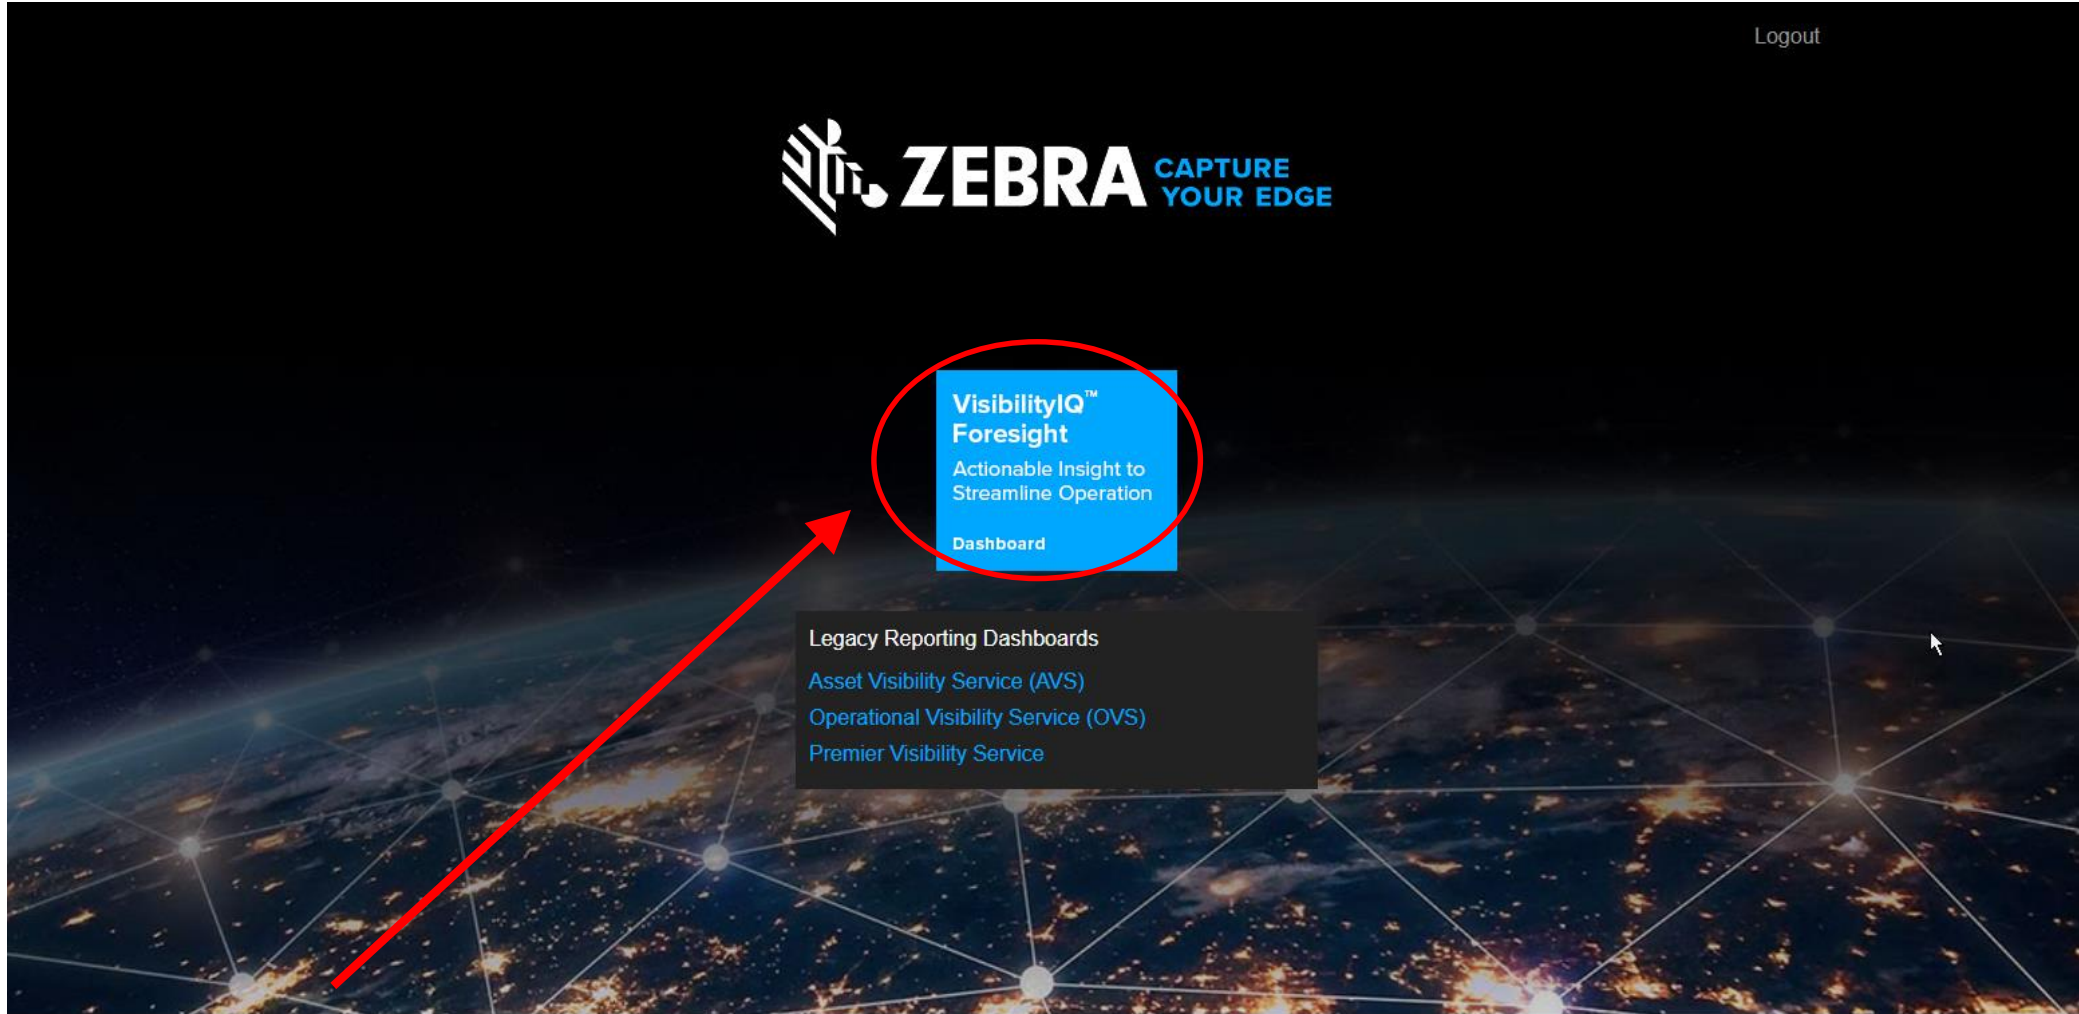 Logout
ZEBRA CAPTURE
YOUR EDGE
VisibilityIQ™
Foresight
Actionable Insight to
Streamline Operation
Dashboard
Legacy Reporting Dashboards
Asset Visibility Service (AVS)
Operational Visibility Service (OVS)
Premier Visibility Service